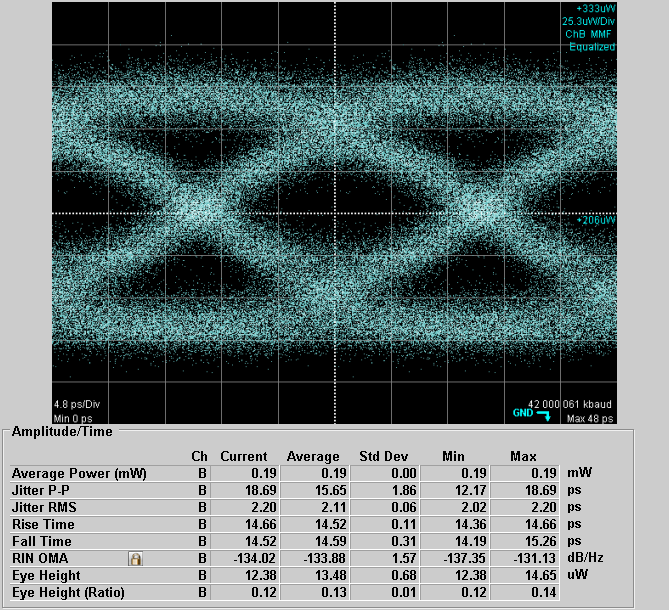 +333uW
25.3uW/Div
ChB MMF
Equalized
+206uW
4.8 ps/Div
42 000 061 kbaud
GND
Min 0 ps
Max 48 ps
Amplitude/Time
Ch Current Average Std Dev Min Max
Average Power (mW) B 0.19 0.19 0.00 0.19 0.19 mW
Jitter P-P B 18.69 15.65 1.86 12.17 18.69 ps
Jitter RMS B 2.20 2.11 0.06 2.02 2.20 ps
Rise Time B 14.66 14.52 0.11 14.36 14.66 ps
Fall Time B 14.52 14.59 0.31 14.19 15.26 ps
RIN OMA B -134.02 -133.88 1.57 -137.35 -131.13 dB/Hz
Eye Height B 12.38 13.48 0.68 12.38 14.65 uW
Eye Height (Ratio) B 0.12 0.13 0.01 0.12 0.14